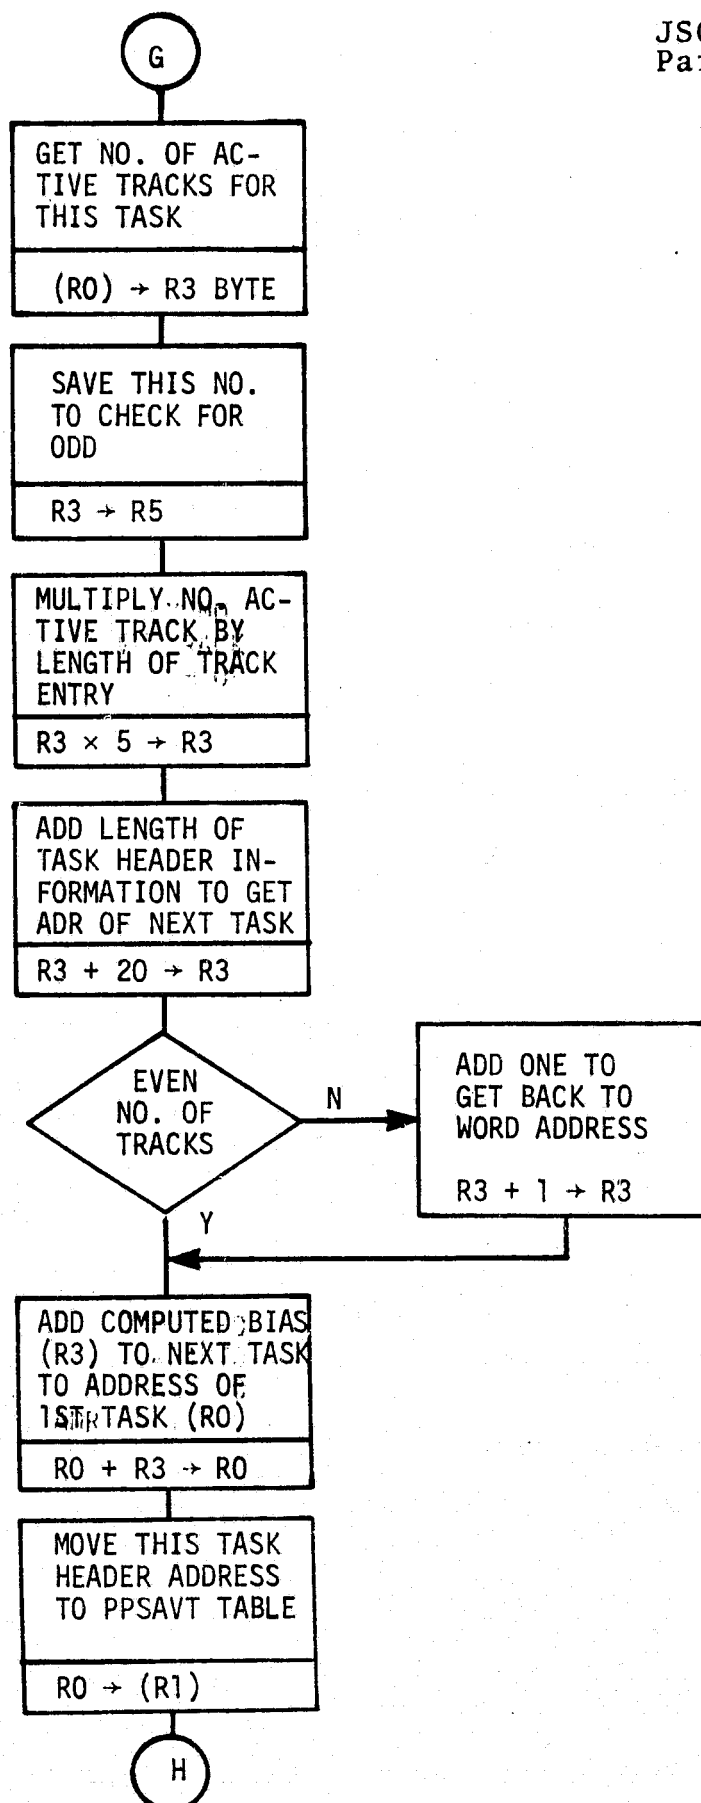 JSC
Par
G
GET NO. OF AC-
TIVE TRACKS FOR
THIS TASK
(R0) → R3 BYTE
SAVE THIS NO.
TO CHECK FOR
ODD
R3 → R5
MULTIPLY NO. AC-
TIVE TRACK BY
LENGTH OF TRACK
ENTRY
R3 × 5 → R3
ADD LENGTH OF
TASK HEADER IN-
FORMATION TO GET
ADR OF NEXT TASK
R3 + 20 → R3
EVEN
NO. OF
TRACKS
N
ADD ONE TO
GET BACK TO
WORD ADDRESS
R3 + 1 → R3
Y
ADD COMPUTED BIAS
(R3) TO NEXT TASK
TO ADDRESS OF
1ST TASK (R0)
R0 + R3 → R0
MOVE THIS TASK
HEADER ADDRESS
TO PPSAVT TABLE
R0 → (R1)
H